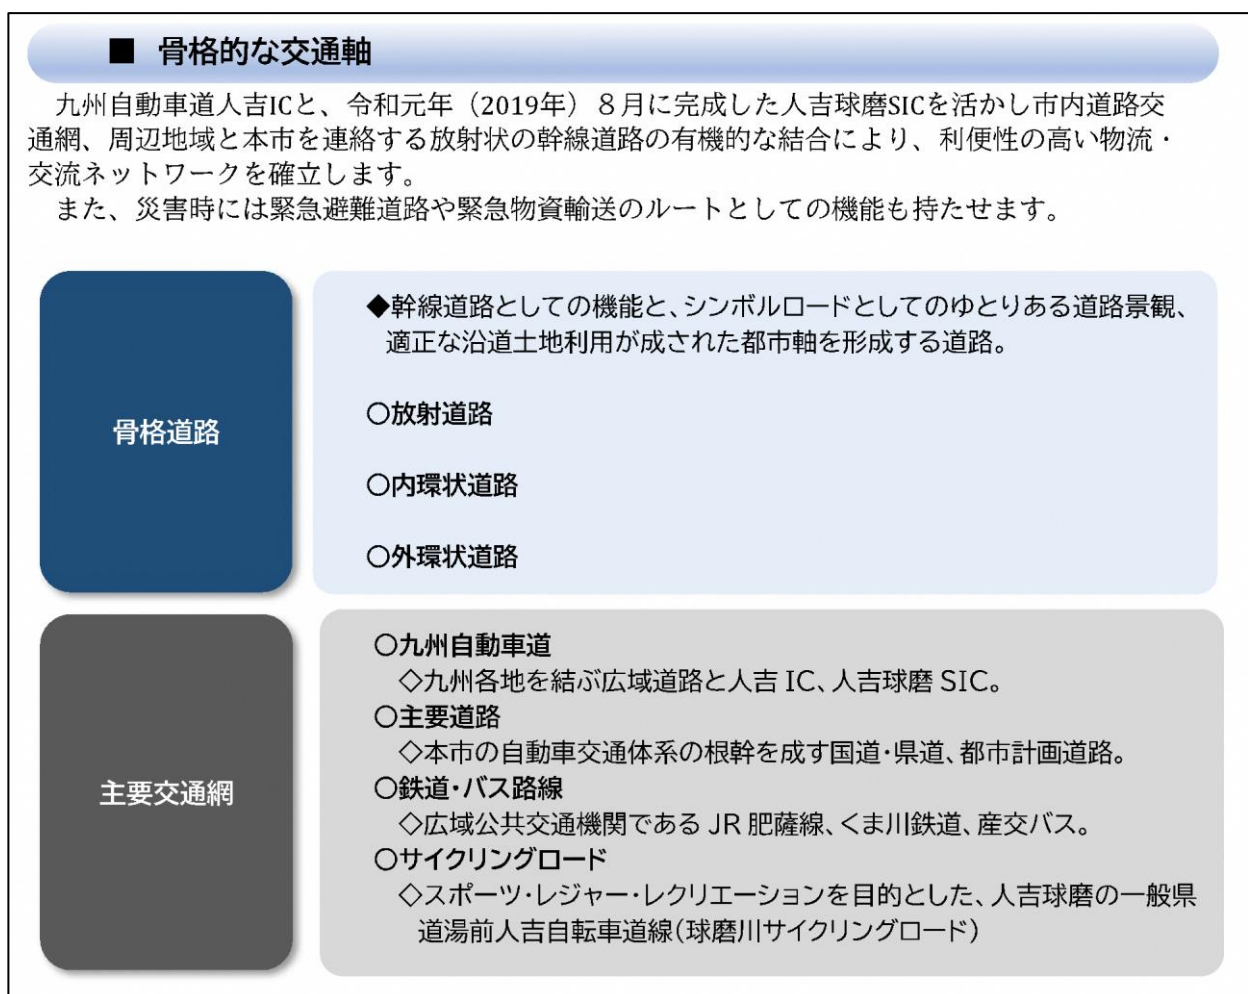 ■ 骨格的な交通軸
九州自動車道人吉ICと、令和元年（2019年）８月に完成した人吉球磨SICを活かし市内道路交
通網、周辺地域と本市を連絡する放射状の幹線道路の有機的な結合により、利便性の高い物流・
交流ネットワークを確立します。
また、災害時には緊急避難道路や緊急物資輸送のルートとしての機能も持たせます。
骨格道路
◆幹線道路としての機能と、シンボルロードとしてのゆとりある道路景観、
適正な沿道土地利用が成された都市軸を形成する道路。
○放射道路
○内環状道路
○外環状道路
主要交通網
○九州自動車道
◇九州各地を結ぶ広域道路と人吉 IC、人吉球磨 SIC。
○主要道路
◇本市の自動車交通体系の根幹を成す国道・県道、都市計画道路。
○鉄道・バス路線
◇広域公共交通機関である JR 肥薩線、くま川鉄道、産交バス。
○サイクリングロード
◇スポーツ・レジャー・レクリエーションを目的とした、人吉球磨の一般県
道湯前人吉自転車道線（球磨川サイクリングロード）